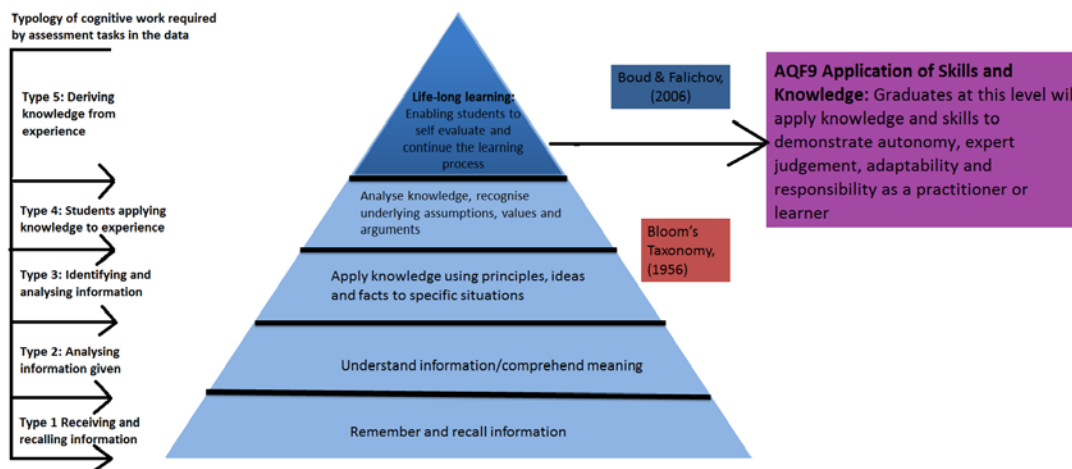 Typology of cognitive work required
by assessment tasks in the data
Type 5: Deriving
knowledge from
experience
Type 4: Students applying
knowledge to experience
Type 3: Identifying and
analysing information
Type 2: Analysing
information given
Type 1 Receiving and
recalling information
Life-long learning:
Enabling students to
self evaluate and
continue the learning
process
Analyse knowledge, recognise
underlying assumptions, values and
arguments
Apply knowledge using principles, ideas
and facts to specific situations
Understand information/comprehend meaning
Remember and recall information
Boud & Falichov,
(2006)
Bloom's
Taxonomy,
(1956)
AQF9 Application of Skills and
Knowledge: Graduates at this level wil
apply knowledge and skills to
demonstrate autonomy, expert
judgement, adaptability and
responsibility as a practitioner or
learner